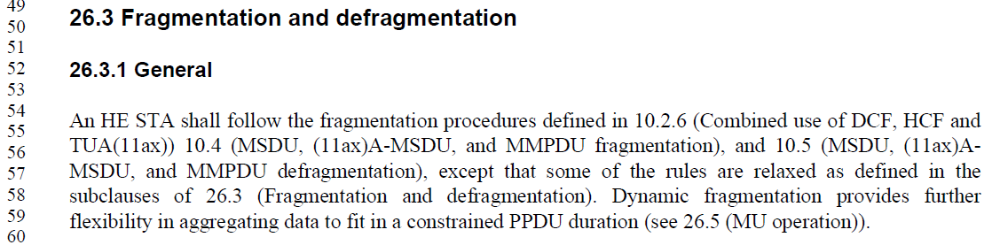 49
50 26.3 Fragmentation and defragmentation
51
52 26.3.1 General
53
54 An HE STA shall follow the fragmentation procedures defined in 10.2.6 (Combined use of DCF, HCF and
55 TUA(11ax)) 10.4 (MSDU, (11ax)A-MSDU, and MMPDU fragmentation), and 10.5 (MSDU, (11ax)A-
56
57 MSDU, and MMPDU defragmentation), except that some of the rules are relaxed as defined in the
58 subclauses of 26.3 (Fragmentation and defragmentation). Dynamic fragmentation provides further
59 flexibility in aggregating data to fit in a constrained PPDU duration (see 26.5 (MU operation)).
60